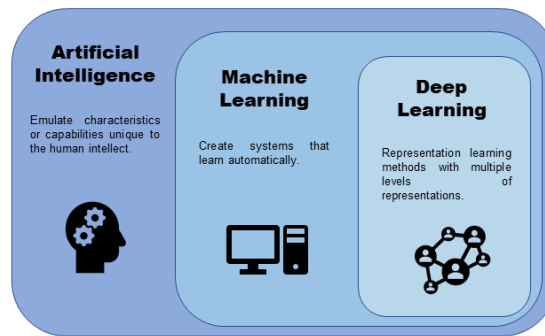 Artificial
Intelligence
Emulate characteristics
or capabilities unique to
the human intellect.
Machine
Learning
Create systems that
learn automatically.
Deep
Learning
Representation learning
methods with multiple
levels of
representations.